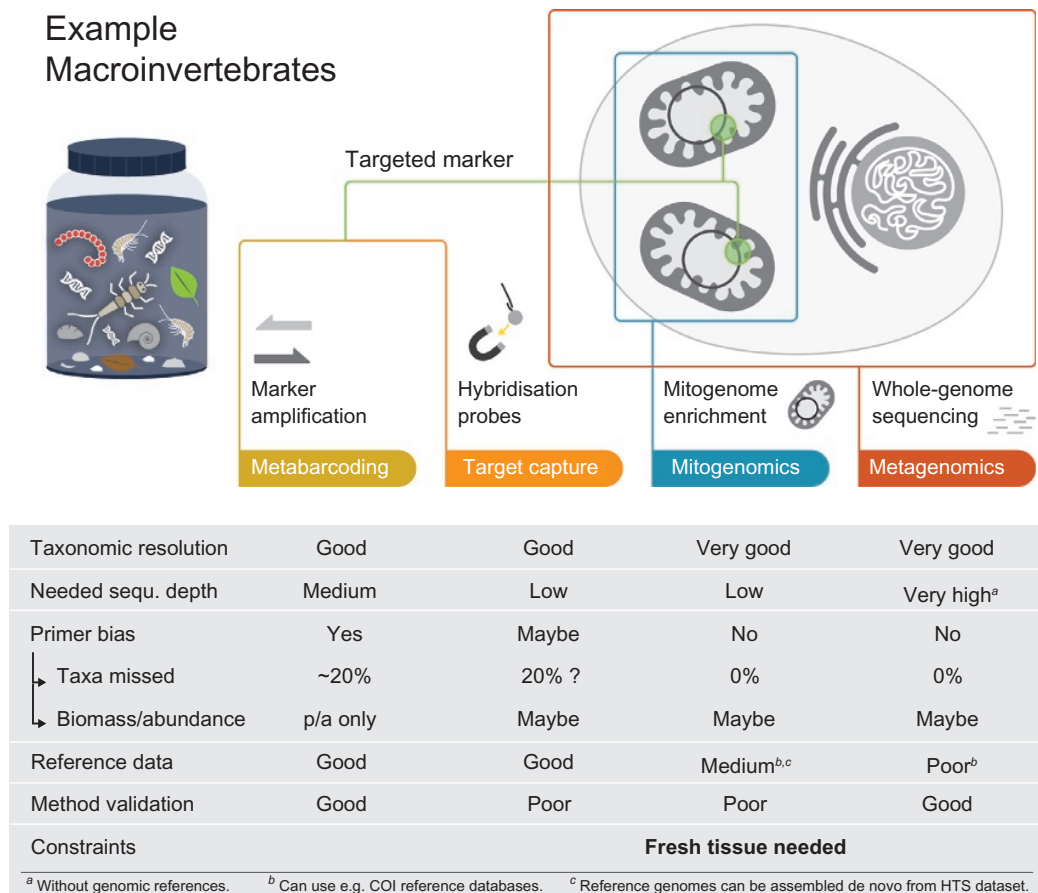 Example
Macroinvertebrates
Targeted marker
Marker
amplification
Hybridisation
probes
Mitogenome
enrichment
Whole-genome
sequencing
Metabarcoding
Target capture
Mitogenomics
Metagenomics
Taxonomic resolution Good Good Very good Very good
Needed sequ. depth Medium Low Low Very high^a
Primer bias Yes Maybe No No
Taxa missed ~20% 20% ? 0% 0%
Biomass/abundance p/a only Maybe Maybe Maybe
Reference data Good Good Medium^b,c Poor^b
Method validation Good Poor Poor Good
Constraints Fresh tissue needed
^a Without genomic references. ^b Can use e.g. COI reference databases. ^c Reference genomes can be assembled de novo from HTS dataset.